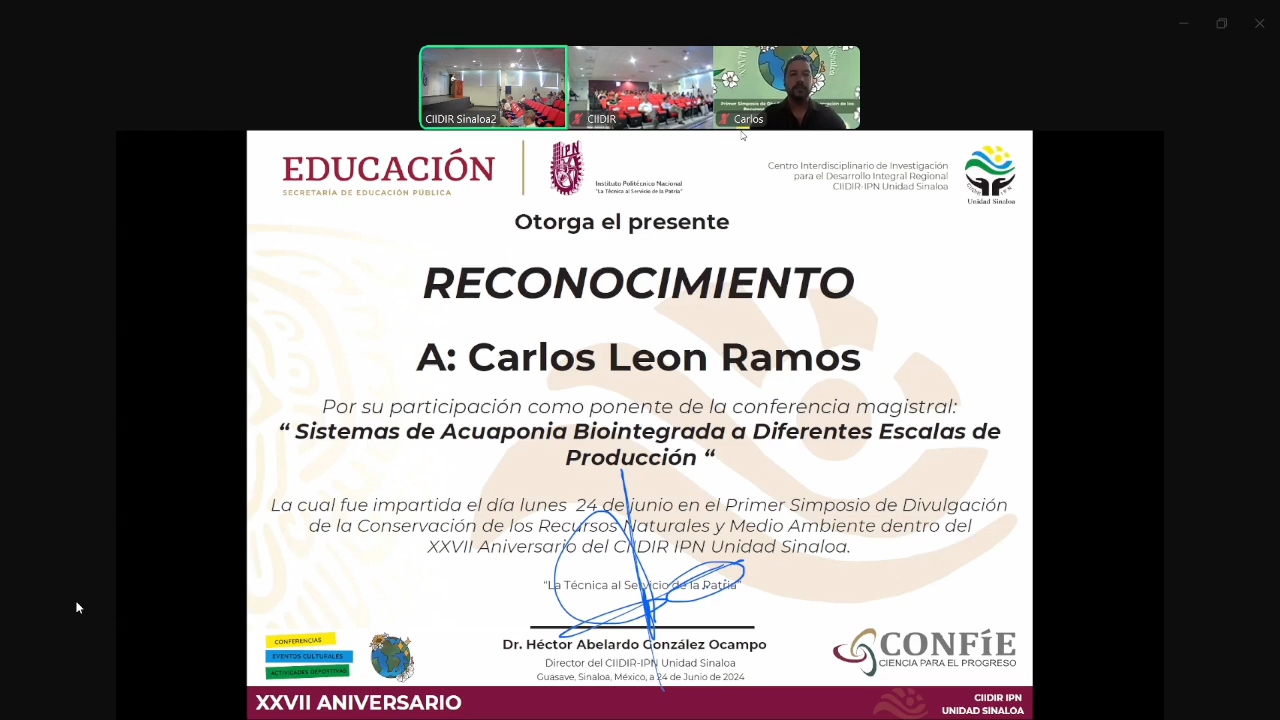 CIIDIR Sinaloa2
CIIDIR
Carlos
EDUCACIÓN
SECRETARÍA DE EDUCACIÓN PÚBLICA
IPN
Instituto Politécnico Nacional
"La Técnica al Servicio de la Patria"
Centro Interdisciplinario de Investigación
para el Desarrollo Integral Regional
CIIDIR-IPN Unidad Sinaloa
Unidad Sinaloa
Otorga el presente
RECONOCIMIENTO
A: Carlos Leon Ramos
Por su participación como ponente de la conferencia magistral:
“ Sistemas de Acuaponia Biointegrada a Diferentes Escalas de
Producción “
La cual fue impartida el día lunes 24 de junio en el Primer Simposio de Divulgación
de la Conservación de los Recursos Naturales y Medio Ambiente dentro del
XXVII Aniversario del CIIDIR IPN Unidad Sinaloa.
“La Técnica al Servicio de la Patria”
Dr. Héctor Abelardo González Ocampo
Director del CIIDIR-IPN Unidad Sinaloa
Guasave, Sinaloa, México, a 24 de Junio de 2024
CONFERENCIAS
EVENTOS CULTURALES
ACTIVIDADES DEPORTIVAS
CONFÍE
CIENCIA PARA EL PROGRESO
XXVII ANIVERSARIO
CIIDIR IPN
UNIDAD SINALOA